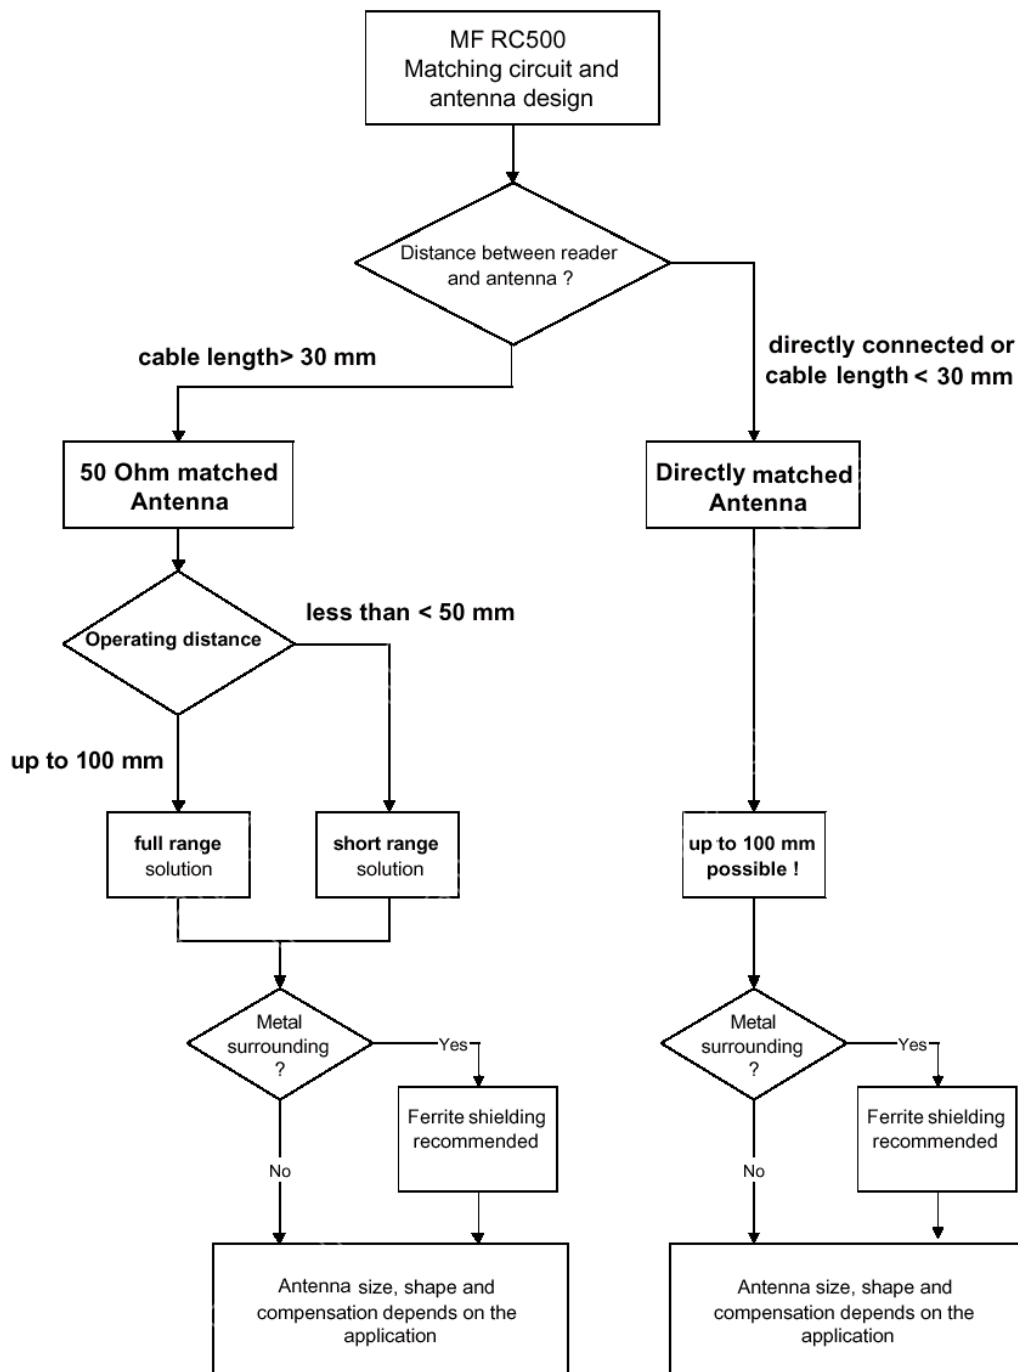 MF RC500
Matching circuit and
antenna design
Distance between reader
and antenna ?
cable length> 30 mm
directly connected or
cable length < 30 mm
50 Ohm matched
Antenna
Directly matched
Antenna
Operating distance
less than < 50 mm
up to 100 mm
full range
solution
short range
solution
up to 100 mm
possible !
Metal
surrounding
?
Yes
Ferrite shielding
recommended
No
Metal
surrounding
?
Yes
Ferrite shielding
recommended
No
Antenna size, shape and
compensation depends on the
application
Antenna size, shape and
compensation depends on the
application